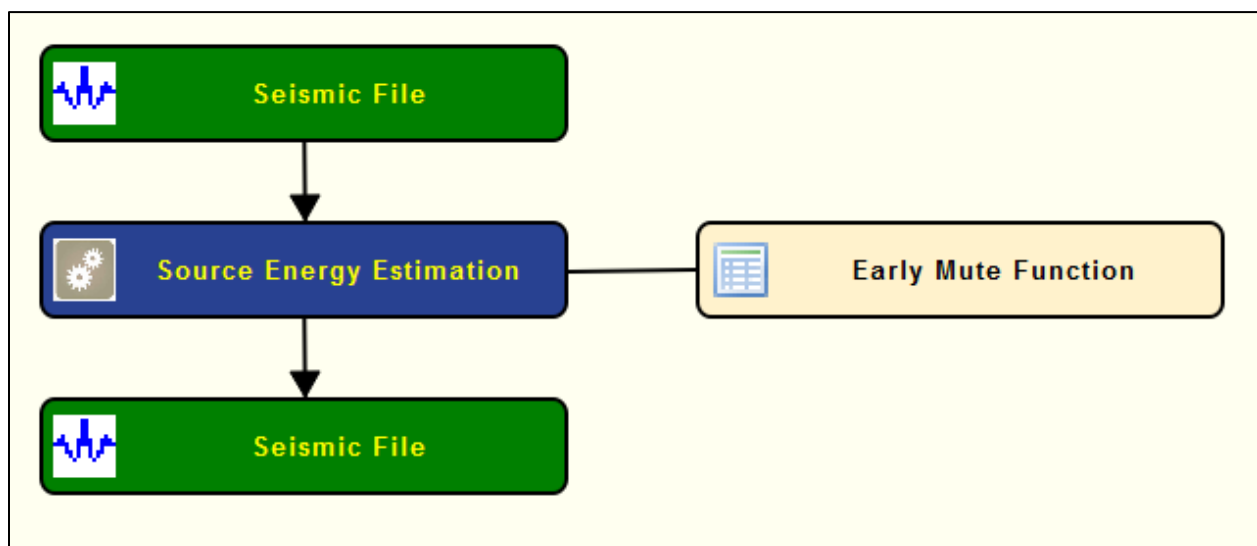 Seismic File
Source Energy Estimation
Early Mute Function
Seismic File